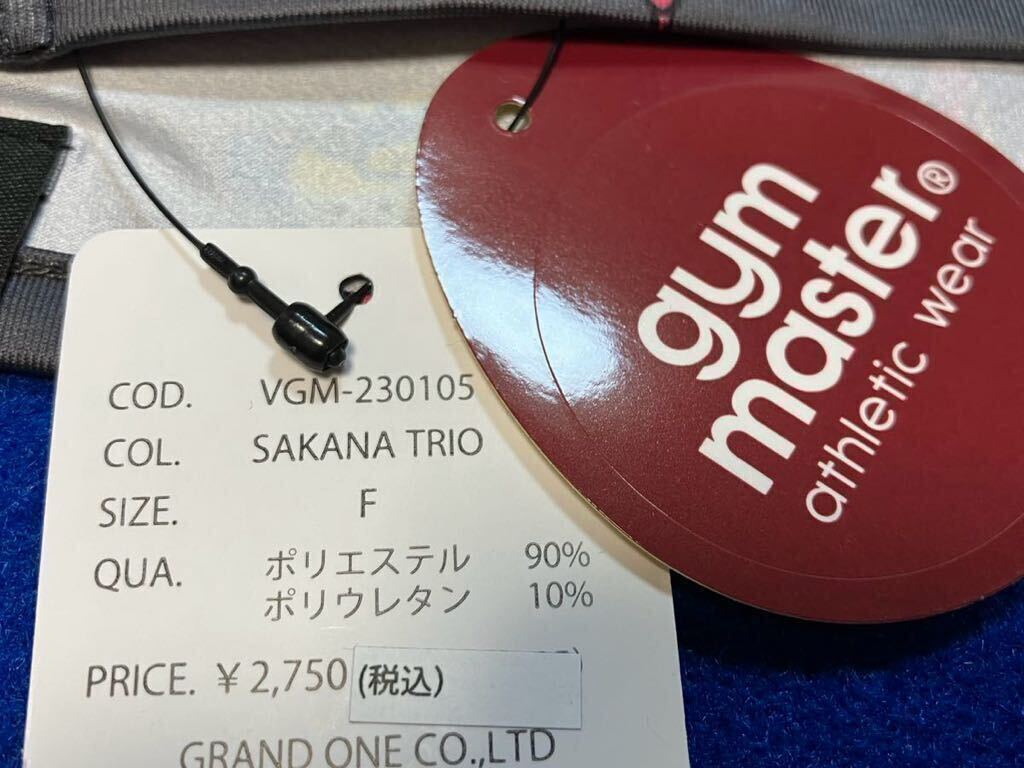 gym
master®
athletic wear
COD. VGM-230105
COL. SAKANA TRIO
SIZE. F
QUA. ポリエステル 90%
ポリウレタン 10%
PRICE. ¥2,750 (税込)
GRAND ONE CO.,LTD